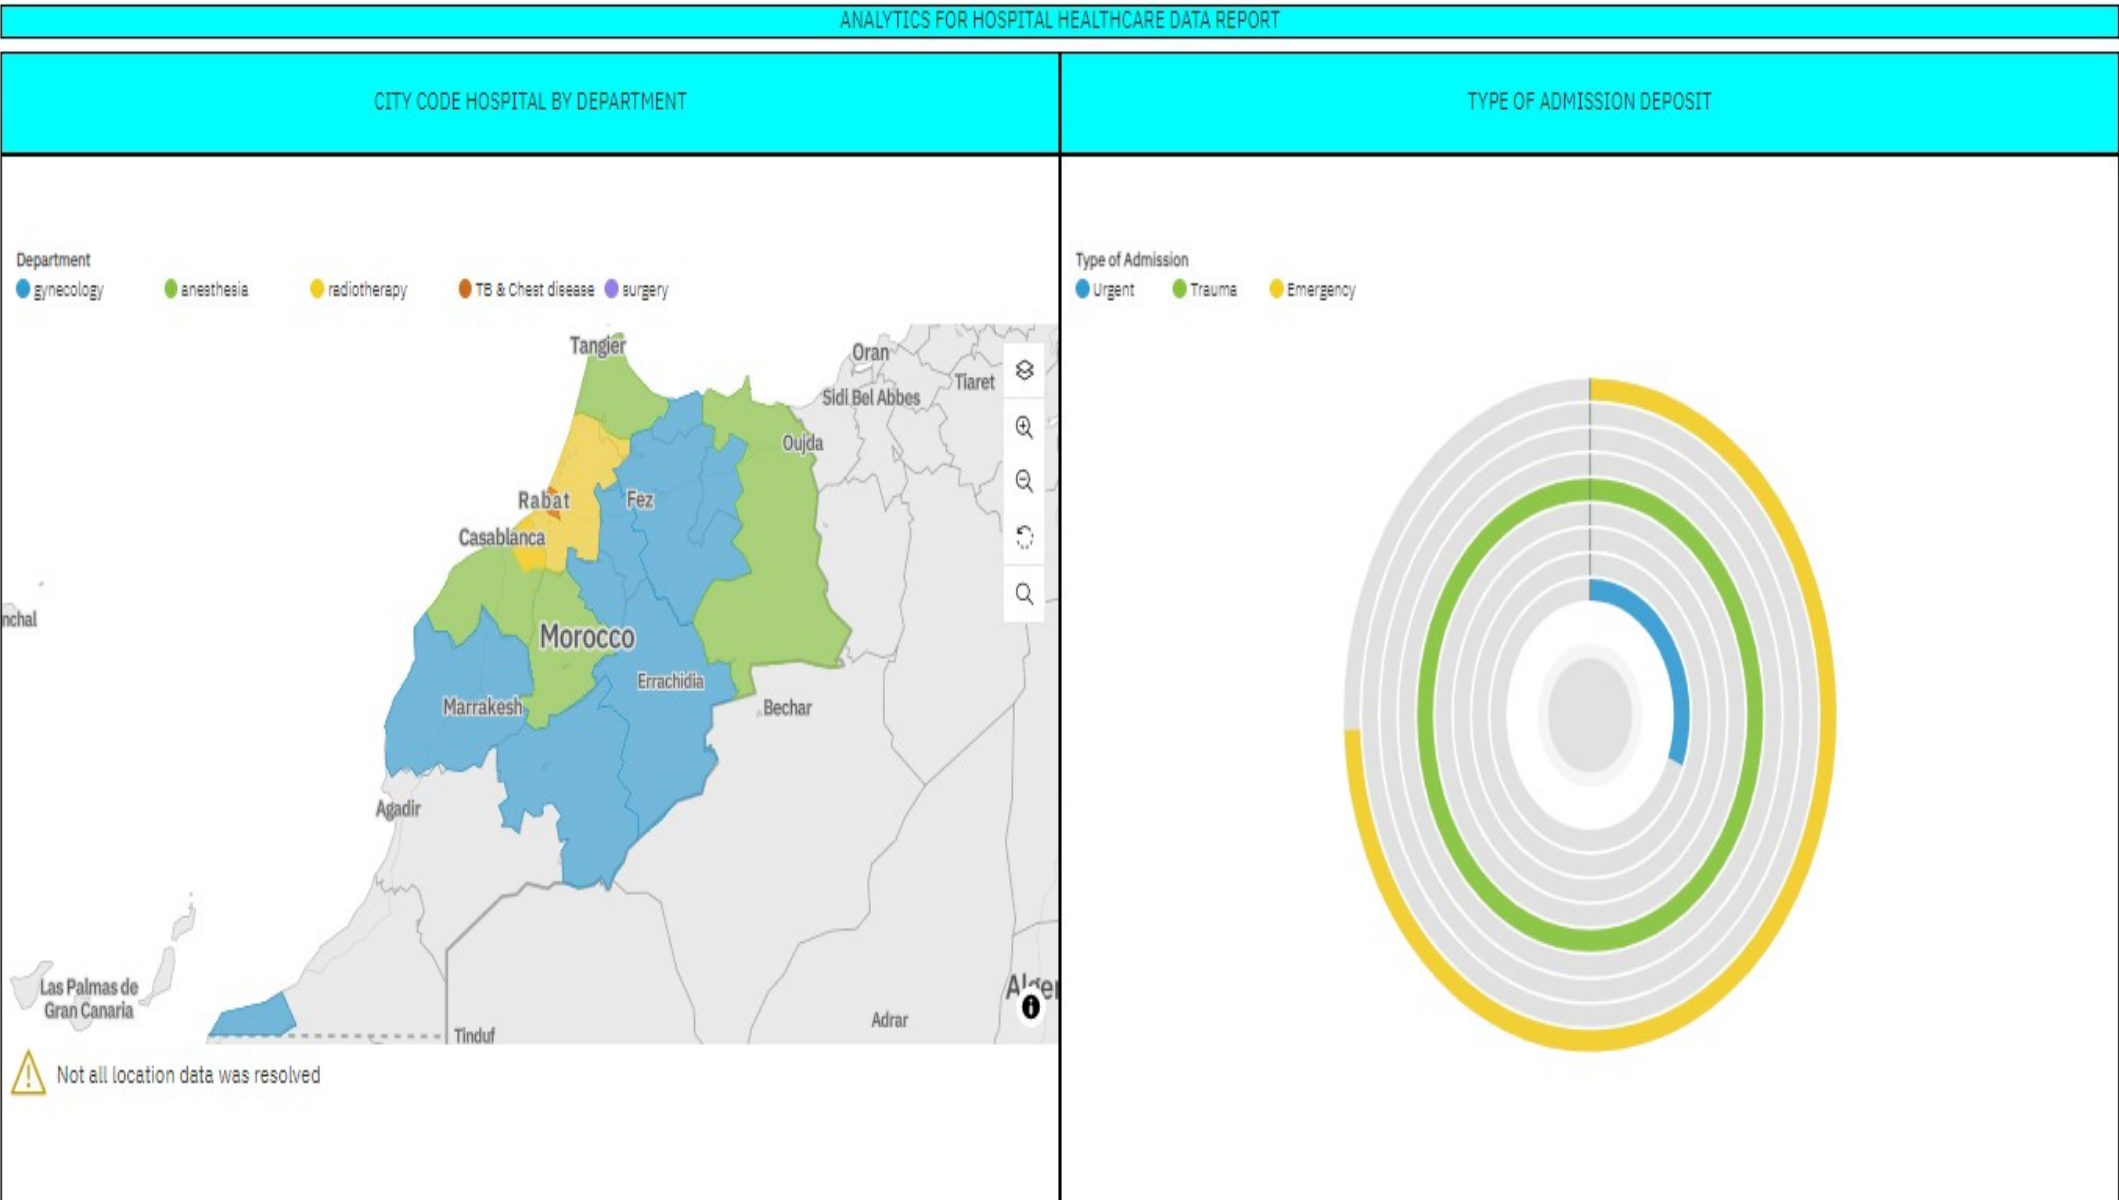 ANALYTICS FOR HOSPITAL HEALTHCARE DATA REPORT
CITY CODE HOSPITAL BY DEPARTMENT
TYPE OF ADMISSION DEPOSIT
Department
gynecology anesthesia radiotherapy TB & Chest disease surgery
Type of Admission
Urgent Trauma Emergency
Tangier
Oran
Tiaret
Sidi Bel Abbes
Oujda
Rabat
Fez
Casablanca
nchal
Morocco
Errachidia
Marrakesh
Bechar
Agadir
Las Palmas de
Gran Canaria
Alger
Adrar
Tinduf
Not all location data was resolved